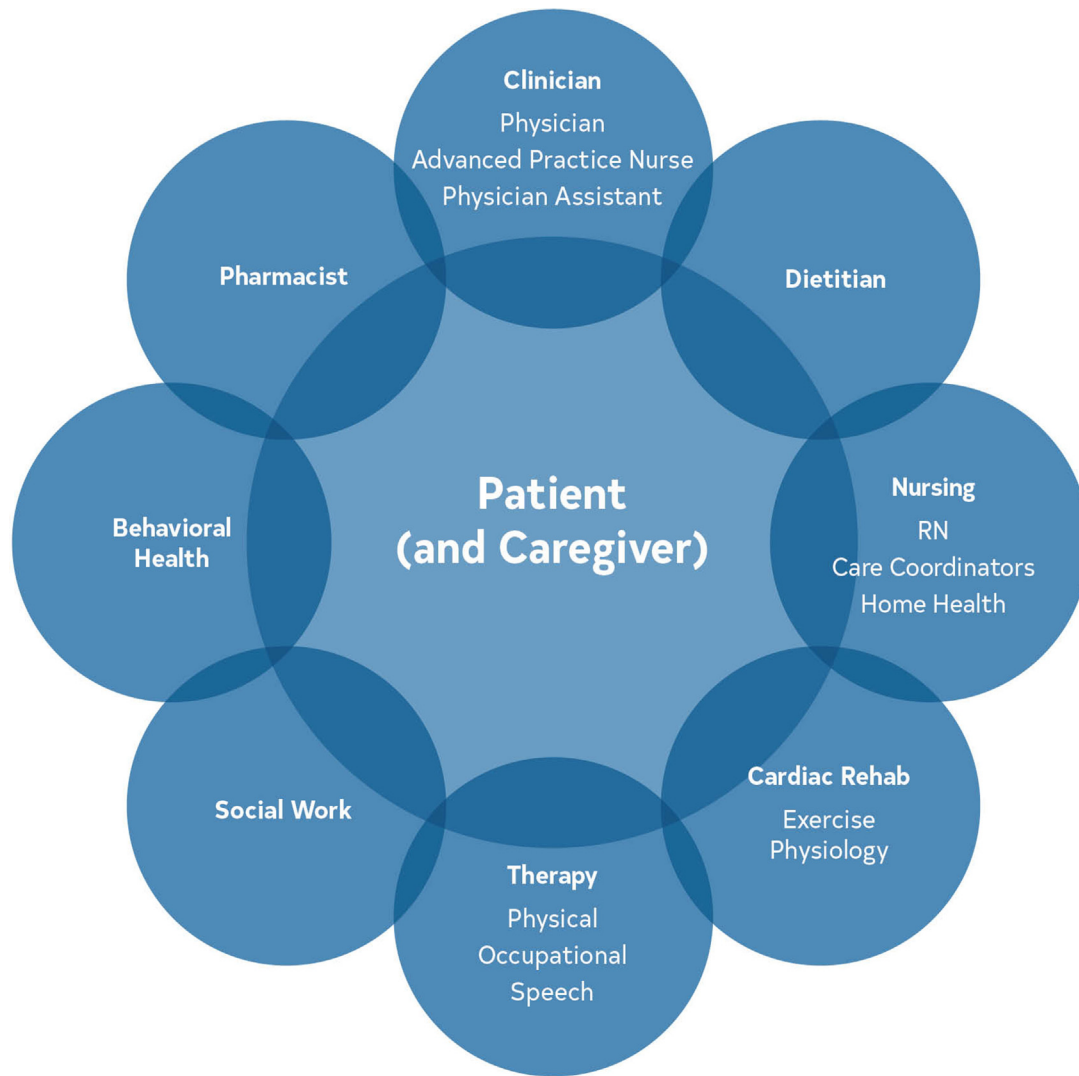 Clinician
Physician
Advanced Practice Nurse
Physician Assistant
Pharmacist
Dietitian
Patient
(and Caregiver)
Nursing
RN
Care Coordinators
Home Health
Behavioral
Health
Cardiac Rehab
Exercise
Physiology
Social Work
Therapy
Physical
Occupational
Speech